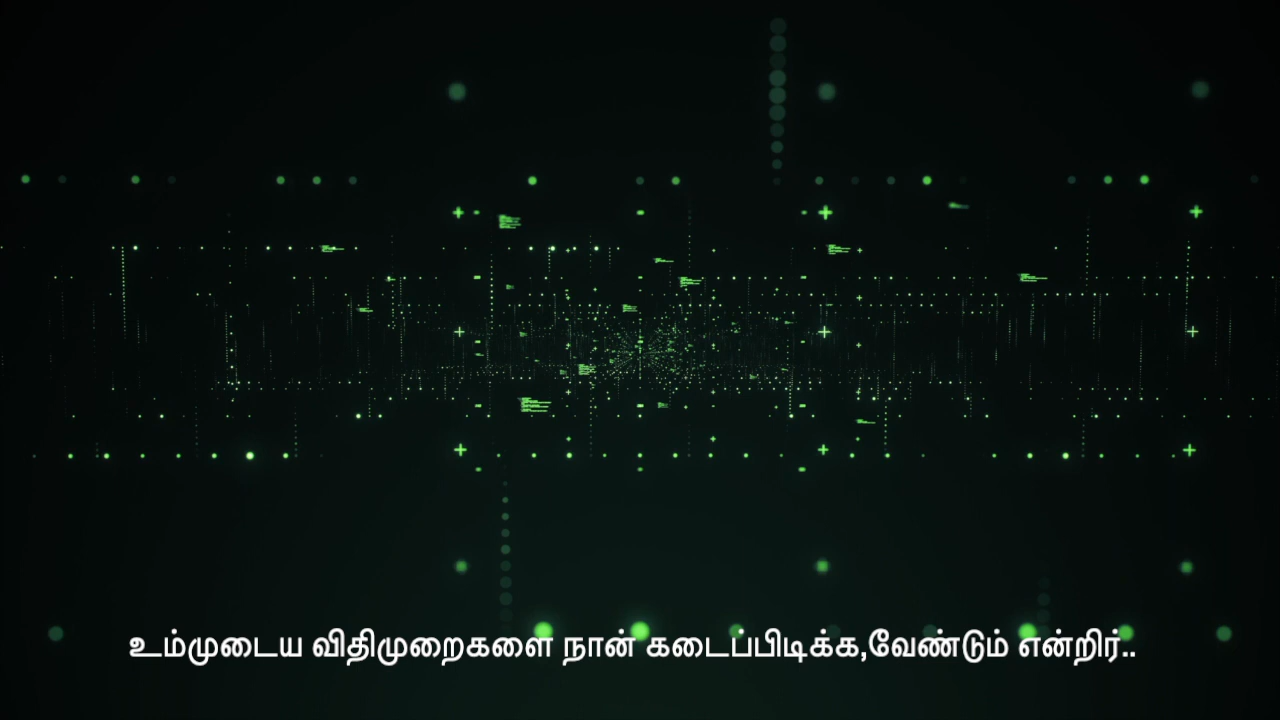 உம்முடைய விதிமுறைகளை நான் கடைப்பிடிக்க,வேண்டும் என்றிர்..